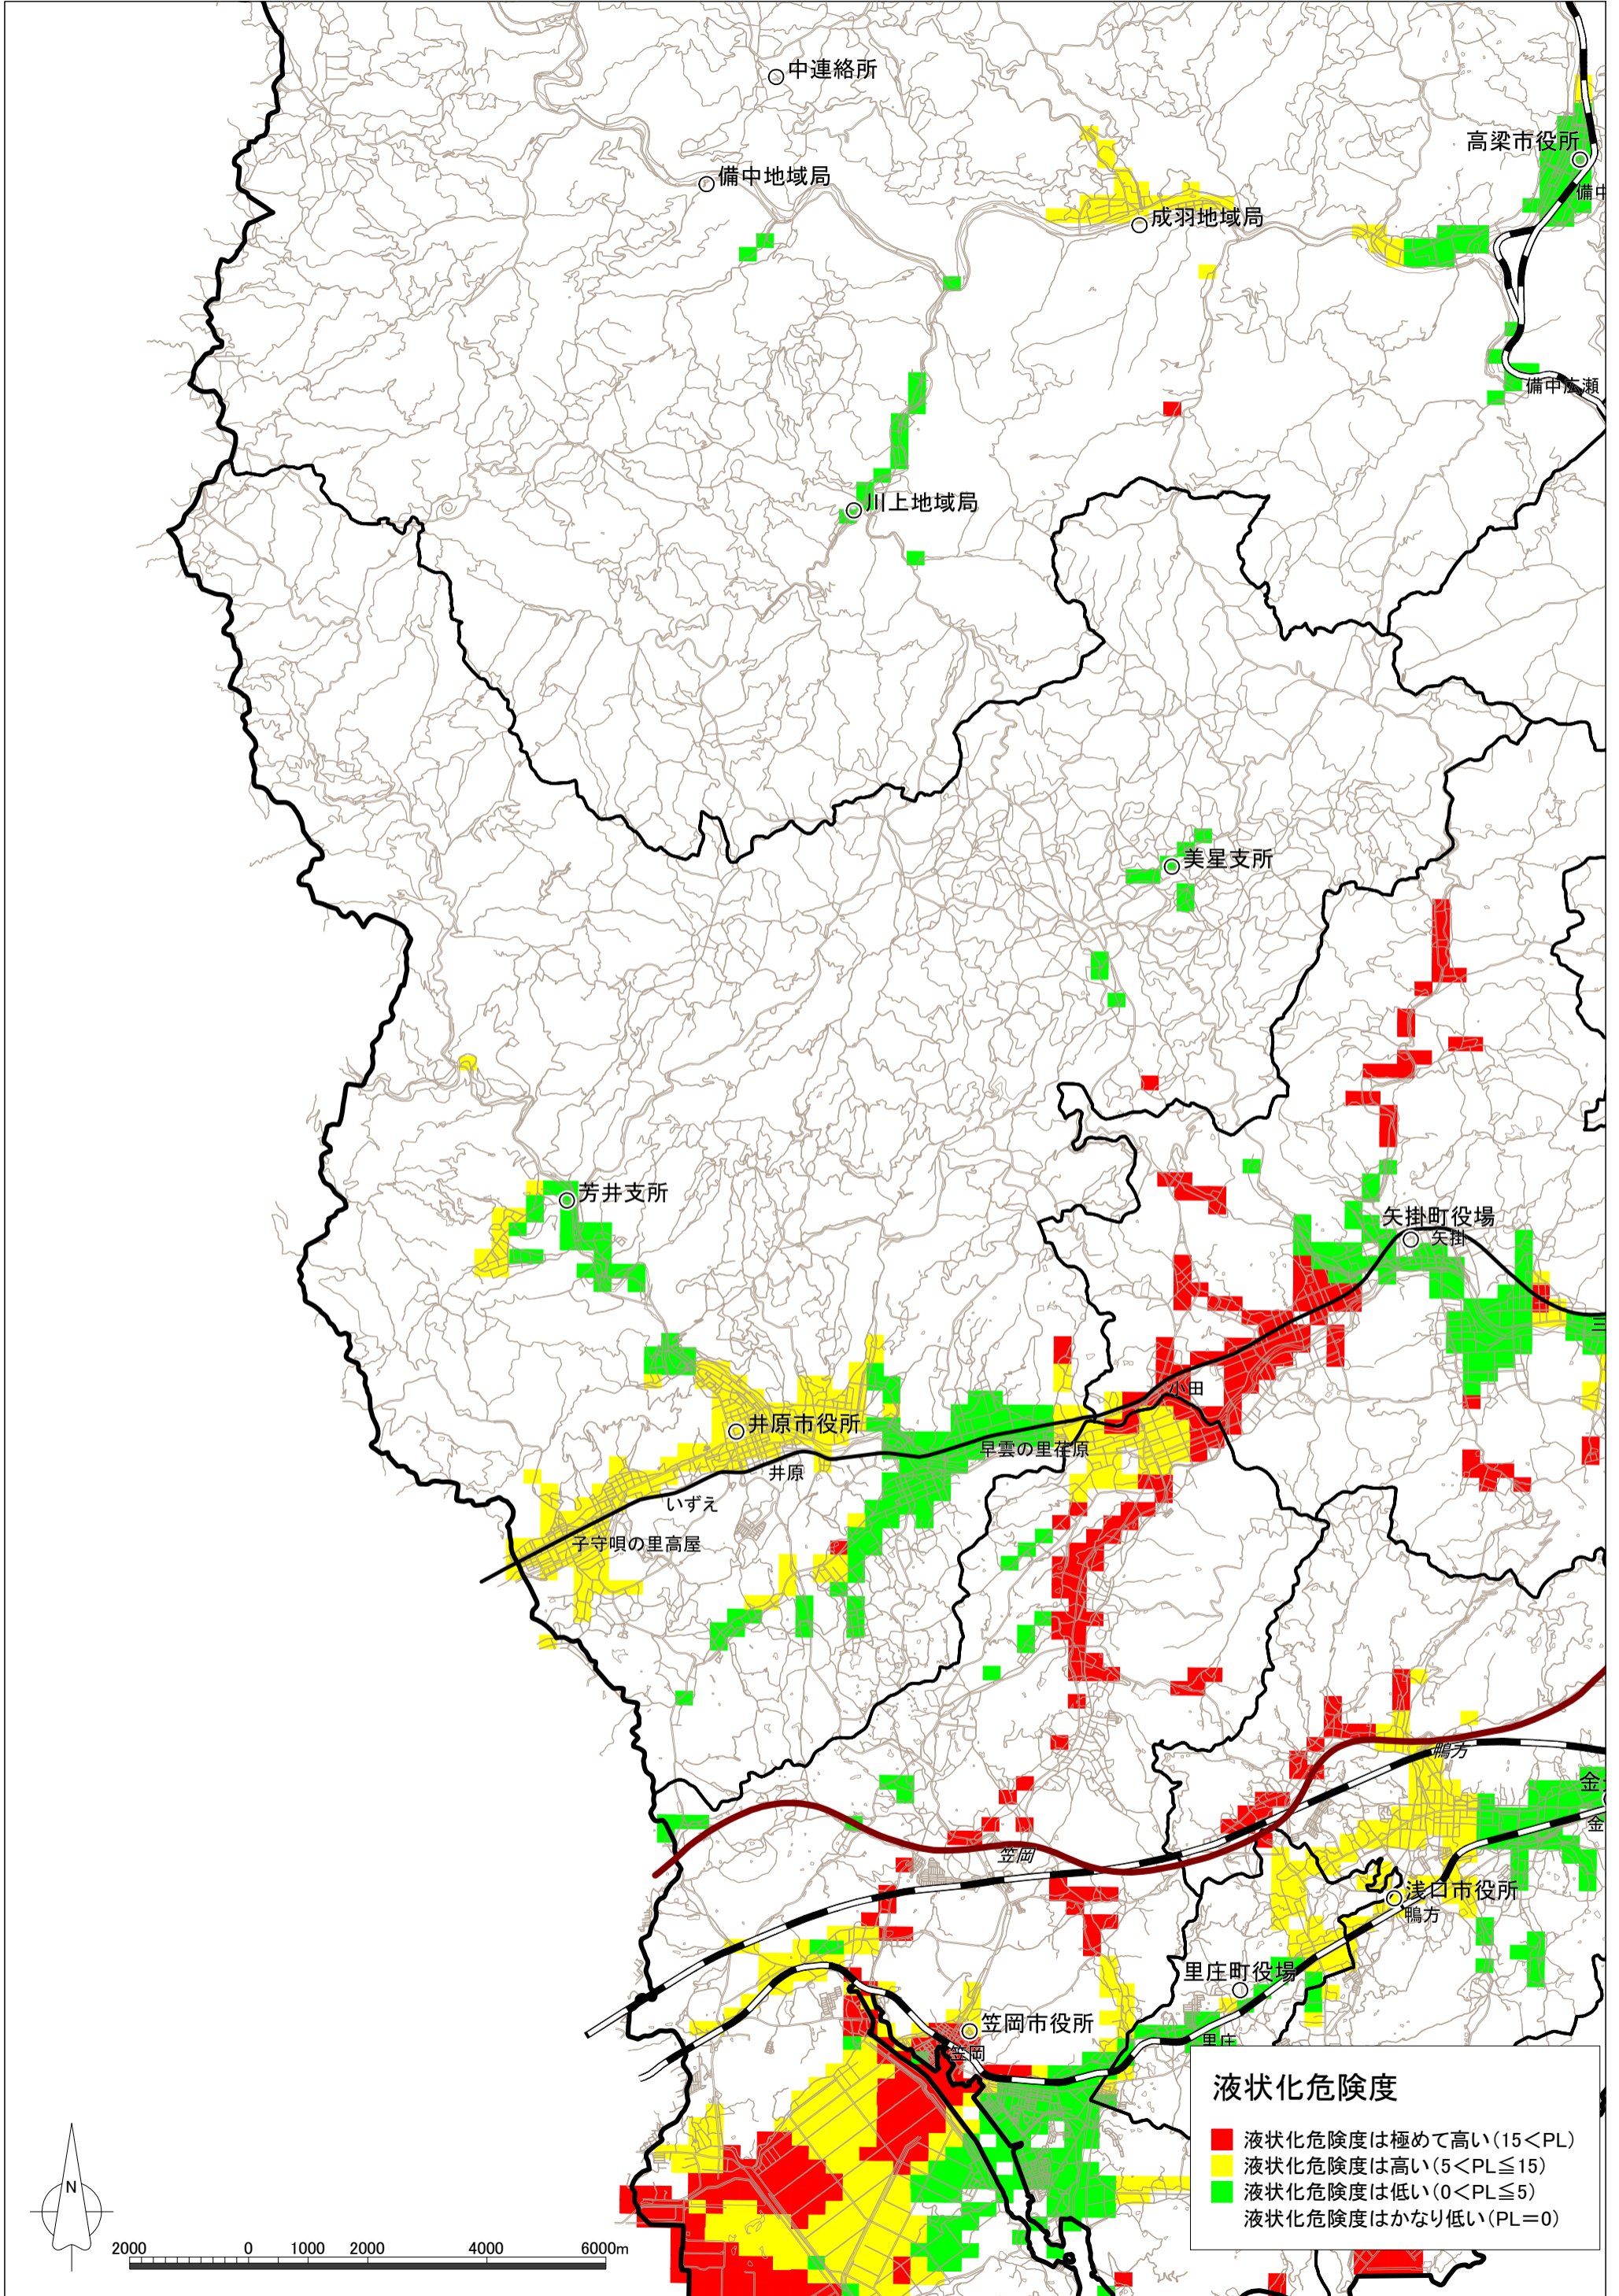 中連絡所
高梁市役所
備中地域局
備中
成羽地域局
備中広瀬
川上地域局
美星支所
芳井支所
矢掛町役場
矢掛
三
小田
井原市役所
早雲の里荏原
井原
いずえ
子守唄の里高屋
鴨方
金
金
笠岡
浅口市役所
鴨方
里庄町役場
笠岡市役所
里庄
笠岡
液状化危険度
液状化危険度は極めて高い（15＜PL）
液状化危険度は高い（5＜PL≦15）
液状化危険度は低い（0＜PL≦5）
液状化危険度はかなり低い（PL＝0）
N
2000 0 1000 2000 4000 6000m